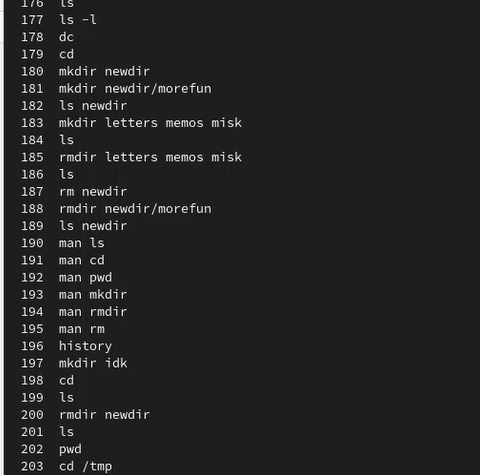 176 ls
177 ls -l
178 dc
179 cd
180 mkdir newdir
181 mkdir newdir/morefun
182 ls newdir
183 mkdir letters memos misk
184 ls
185 rmdir letters memos misk
186 ls
187 rm newdir
188 rmdir newdir/morefun
189 ls newdir
190 man ls
191 man cd
192 man pwd
193 man mkdir
194 man rmdir
195 man rm
196 history
197 mkdir idk
198 cd
199 ls
200 rmdir newdir
201 ls
202 pwd
203 cd /tmp